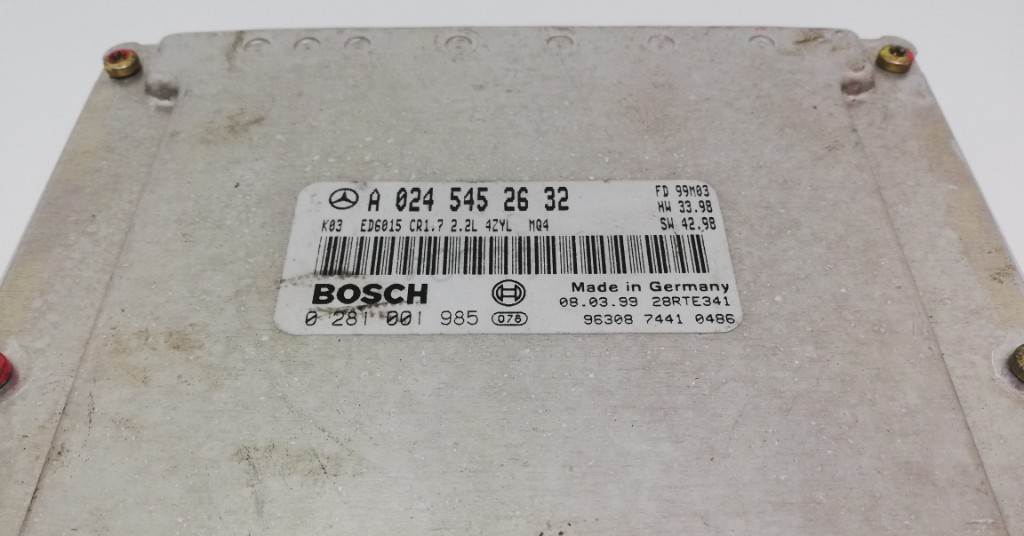 A 024 545 26 32 FD 99M03
HW 33.98
K03 ED6015 CR1.7 2.2L 4ZYL MQ4 SW 42.98
BOSCH Made in Germany
08.03.99 28RTE341
0 281 001 985 076 96308 7441 0486